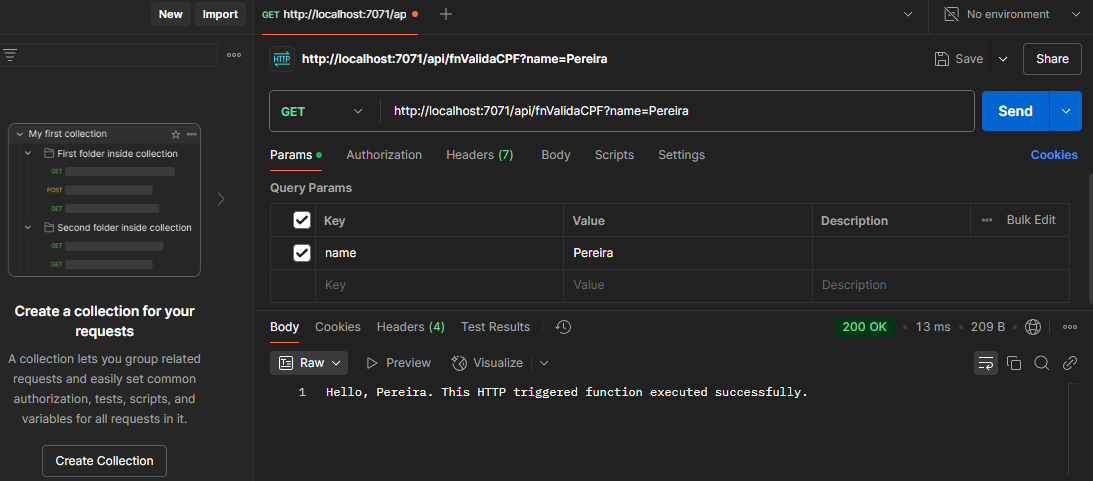 New Import
GET http://localhost:7071/ap
No environment
HTTP http://localhost:7071/api/fnValidaCPF?name=Pereira
Save Share
GET http://localhost:7071/api/fnValidaCPF?name=Pereira Send
Params Authorization Headers (7) Body Scripts Settings Cookies
Query Params
Key Value Description Bulk Edit
name Pereira
Key Value Description
My first collection
First folder inside collection
GET
POST
GET
Second folder inside collection
GET
GET
Create a collection for your
requests
A collection lets you group related
requests and easily set common
authorization, tests, scripts, and
variables for all requests in it.
Create Collection
Body Cookies Headers (4) Test Results 200 OK 13 ms 209 B
Raw Preview Visualize
1 Hello, Pereira. This HTTP triggered function executed successfully.